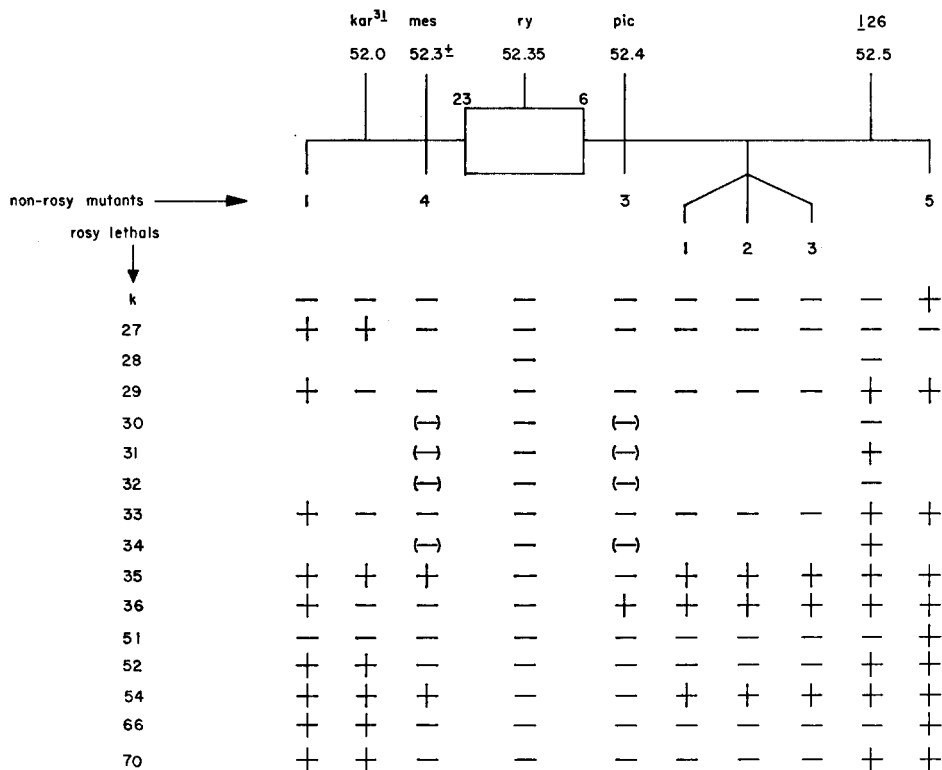 kar³¹ mes ry pic l26
52.0 52.3± 52.35 52.4 52.5
23 6
non-rosy mutants 1 4 3 5
rosy lethals 1 2 3
k − − − − − − − − − +
27 + + − − − − − − − −
28 − −
29 + − − − − − − − + +
30 (−) − (−) −
31 (−) − (−) +
32 (−) − (−) −
33 + − − − − − − − + +
34 (−) − (−) +
35 + + + − − + + + + +
36 + − − − + + + + + +
51 − − − − − − − − − +
52 + + − − − − − − + +
54 + + + − − + + + + +
66 + + − − − − − − − +
70 + + − − − − − − + +